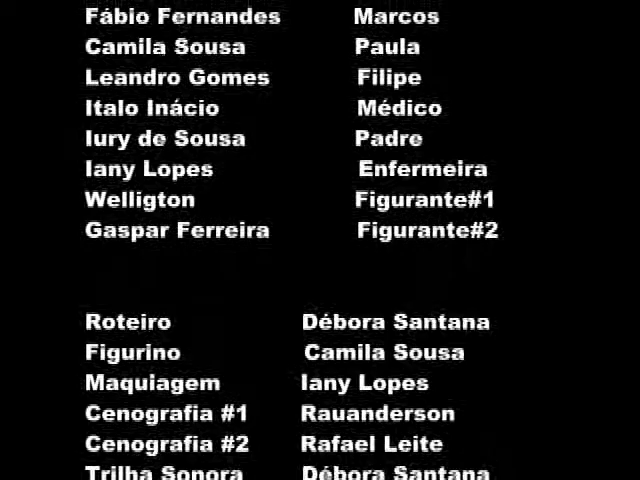 Fábio Fernandes Marcos
Camila Sousa Paula
Leandro Gomes Filipe
Italo Inácio Médico
Iury de Sousa Padre
Iany Lopes Enfermeira
Welligton Figurante#1
Gaspar Ferreira Figurante#2
Roteiro Débora Santana
Figurino Camila Sousa
Maquiagem Iany Lopes
Cenografia #1 Rauanderson
Cenografia #2 Rafael Leite
Trilha Sonora Débora Santana